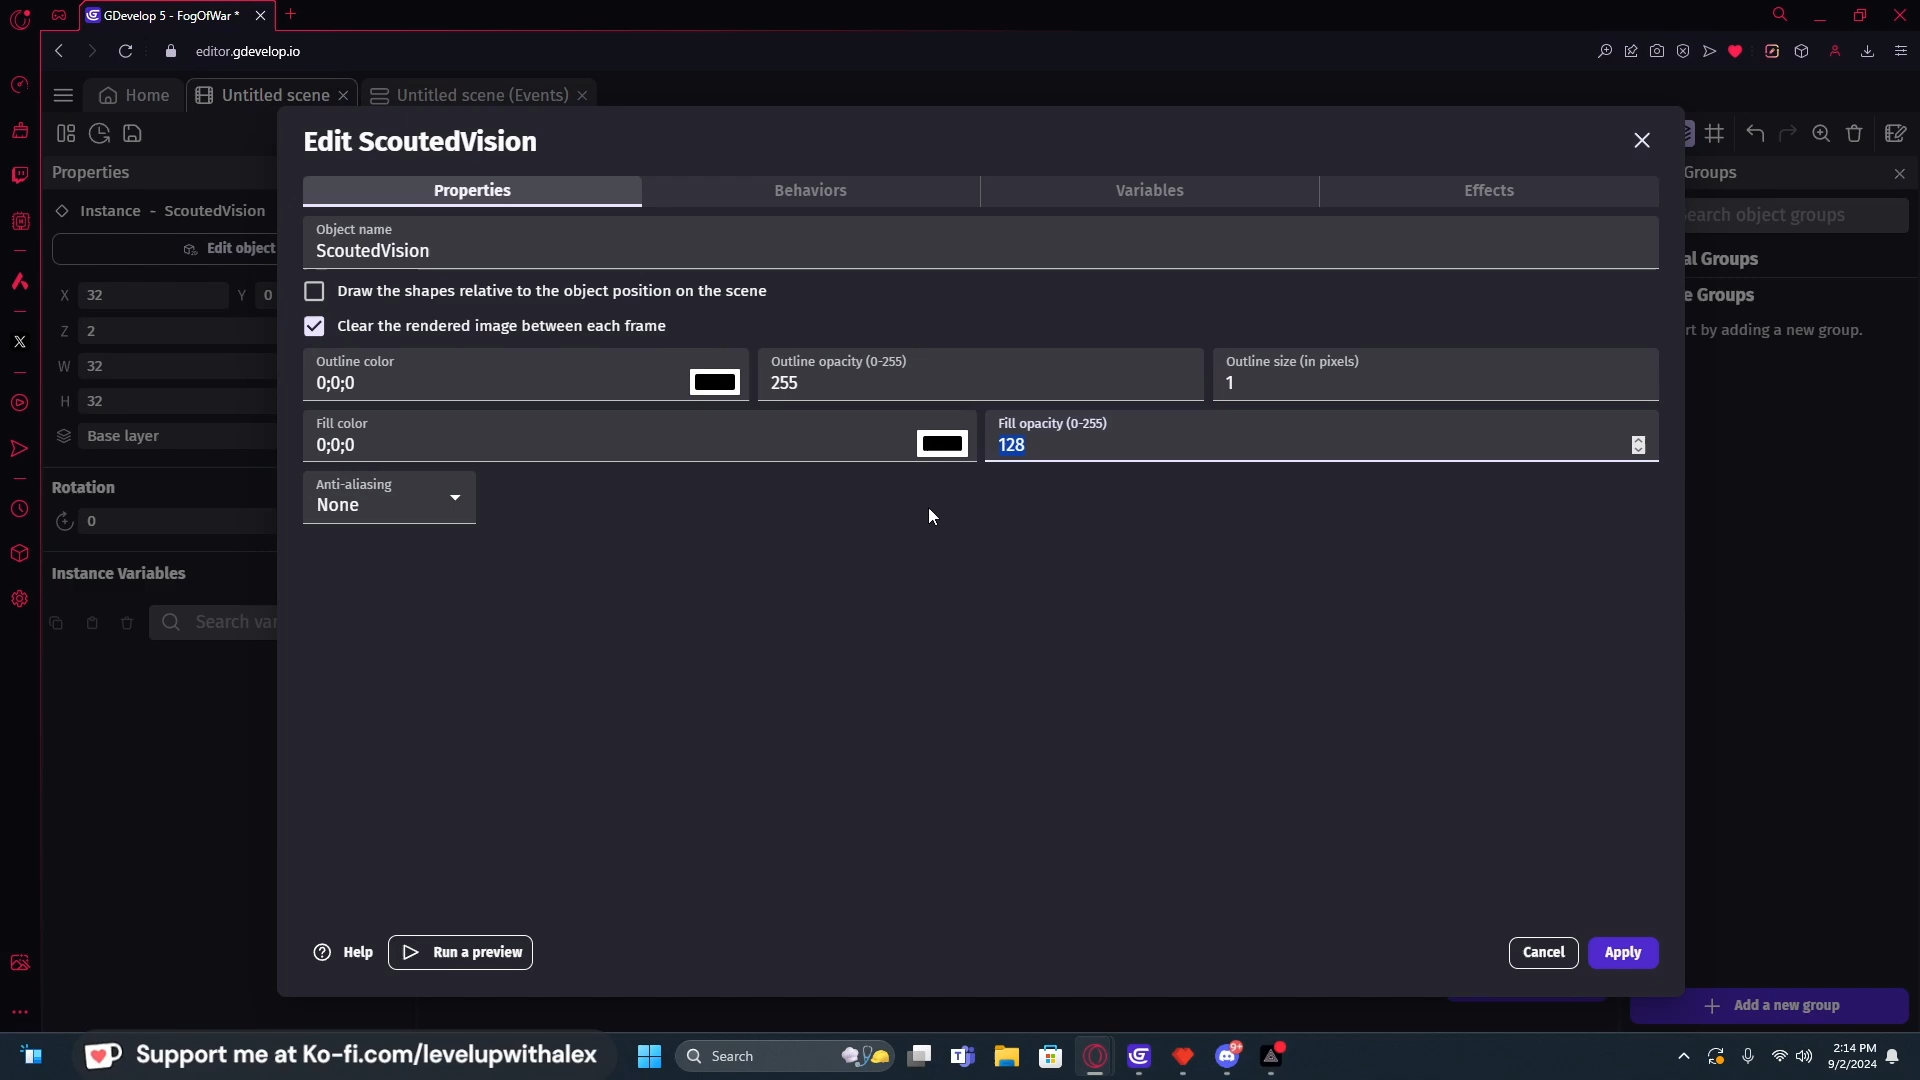 GDevelop 5 - FogOfWar *
editor.gdevelop.io
Home
Untitled scene
Untitled scene (Events)
Properties
Instance - ScoutedVision
Edit object
X 32
Y 0
Z 2
W 32
H 32
Base layer
Rotation
0
Instance Variables
Search var
Edit ScoutedVision
Properties
Behaviors
Variables
Effects
Object name
ScoutedVision
Draw the shapes relative to the object position on the scene
Clear the rendered image between each frame
Outline color
0;0;0
Outline opacity (0-255)
255
Outline size (in pixels)
1
Fill color
0;0;0
Fill opacity (0-255)
128
Anti-aliasing
None
Help
Run a preview
Cancel
Apply
Groups
earch object groups
al Groups
e Groups
rt by adding a new group.
Add a new group
Support me at Ko-fi.com/levelupwithalex
Search
9+
2:14 PM
9/2/2024